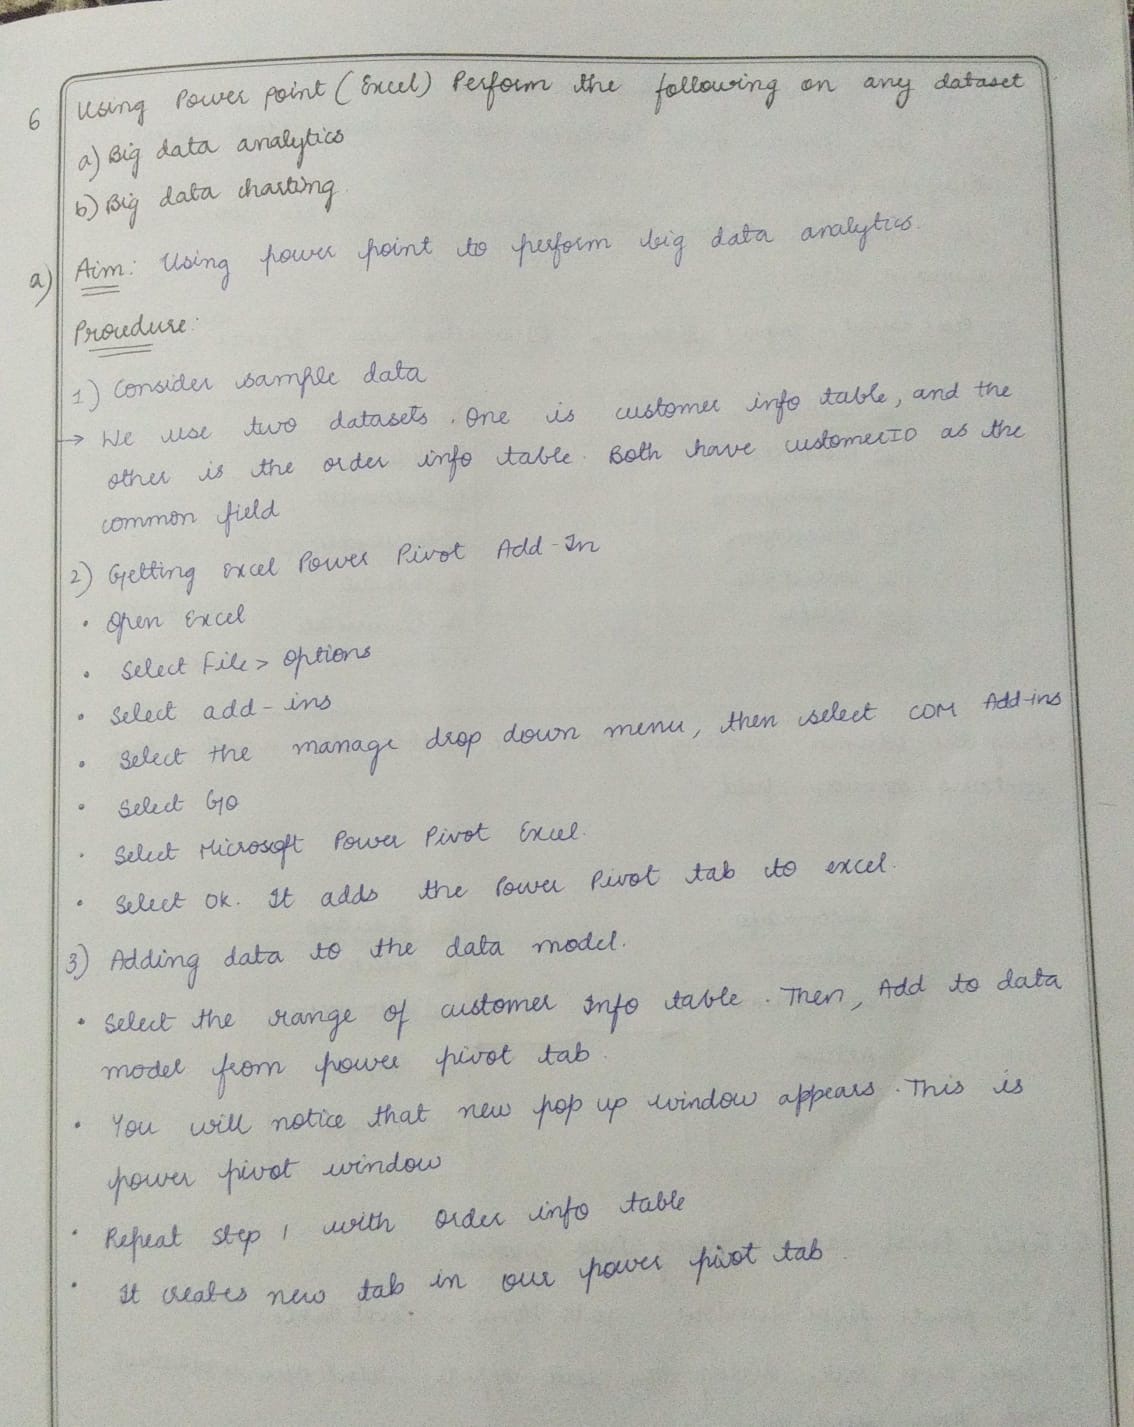 6 Using Power point (Excel) Perform the following on any dataset
a) Big data analytics
b) Big data charting.
a) Aim: Using power point to perform big data analytics.
Procedure:
1) Consider sample data
→ We use two datasets. One is customer info table, and the
other is the order info table. Both have customerID as the
common field
2) Getting Excel Power Pivot Add-In
• Open Excel
• Select File > Options
• Select add-ins
• Select the manage drop down menu, then select COM Add-ins
• Select GO
• Select Microsoft Power Pivot Excel.
• Select OK. It adds the Power Pivot tab to excel.
3) Adding data to the data model.
• Select the range of customer Info table. Then, Add to data
model from power pivot tab.
• You will notice that new pop up window appears. This is
power pivot window
• Repeat step 1 with order info table
• It creates new tab in our power pivot tab.